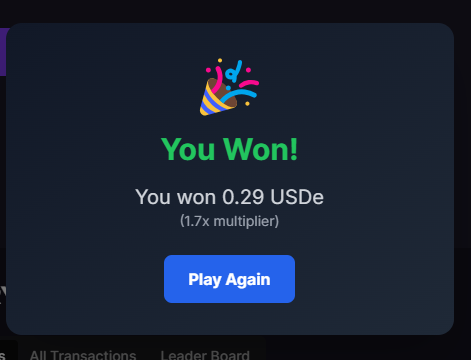 You Won!
You won 0.29 USDe
(1.7x multiplier)
Play Again
All Transactions
Leader Board